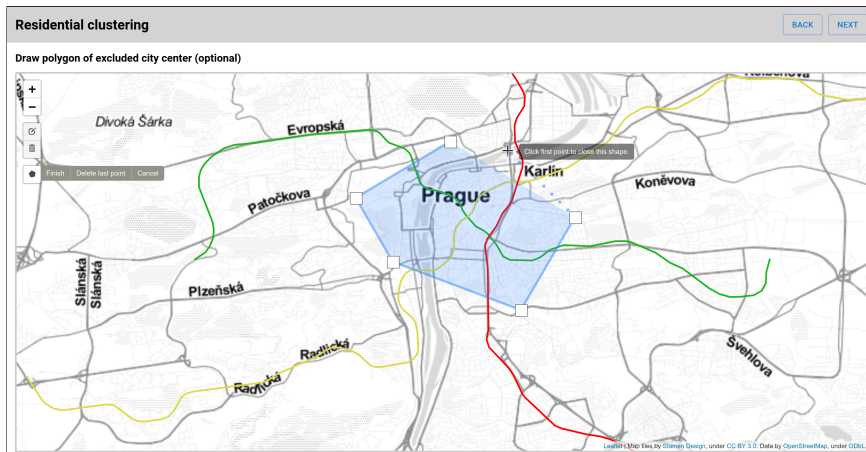 Residential clustering
BACK
NEXT
Draw polygon of excluded city center (optional)
+
−
Divoká Šárka
Evropská
Kolbenova
Click first point to close this shape.
Karlín
Finish
Delete last point
Cancel
Patočkova
Prague
Koněvova
Slánská
Slánská
Plzeňská
Radlická
Radlická
Švehlova
Leaflet | Map tiles by Stamen Design, under CC BY 3.0. Data by OpenStreetMap, under ODbL.